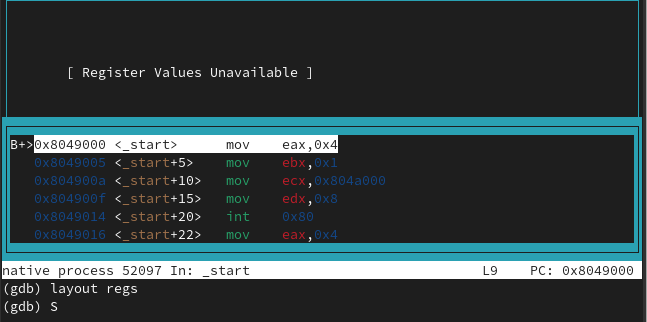 [ Register Values Unavailable ]
B+>0x8049000 <_start> mov eax,0x4
0x8049005 <_start+5> mov ebx,0x1
0x804900a <_start+10> mov ecx,0x804a000
0x804900f <_start+15> mov edx,0x8
0x8049014 <_start+20> int 0x80
0x8049016 <_start+22> mov eax,0x4
native process 52097 In: _start L9 PC: 0x8049000
(gdb) layout regs
(gdb) S